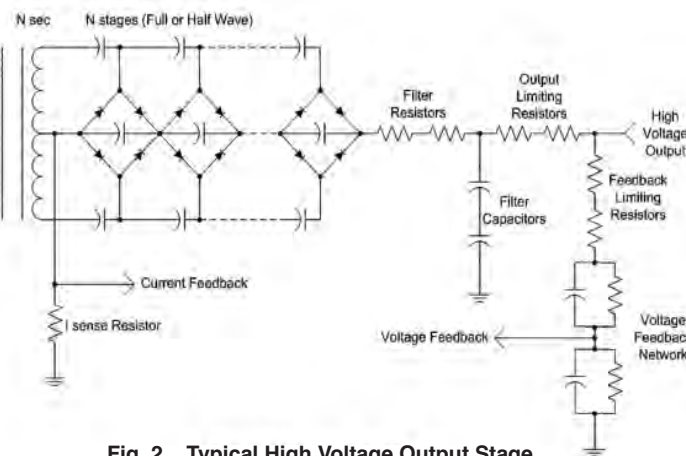 N sec
N stages (Full or Half Wave)
Filter
Resistors
Output
Limiting
Resistors
High
Voltage
Output
Feedback
Limiting
Resistors
Filter
Capacitors
Current Feedback
I sense Resistor
Voltage Feedback
Voltage
Feedback
Network
Fig. 2 Typical High Voltage Output Stage